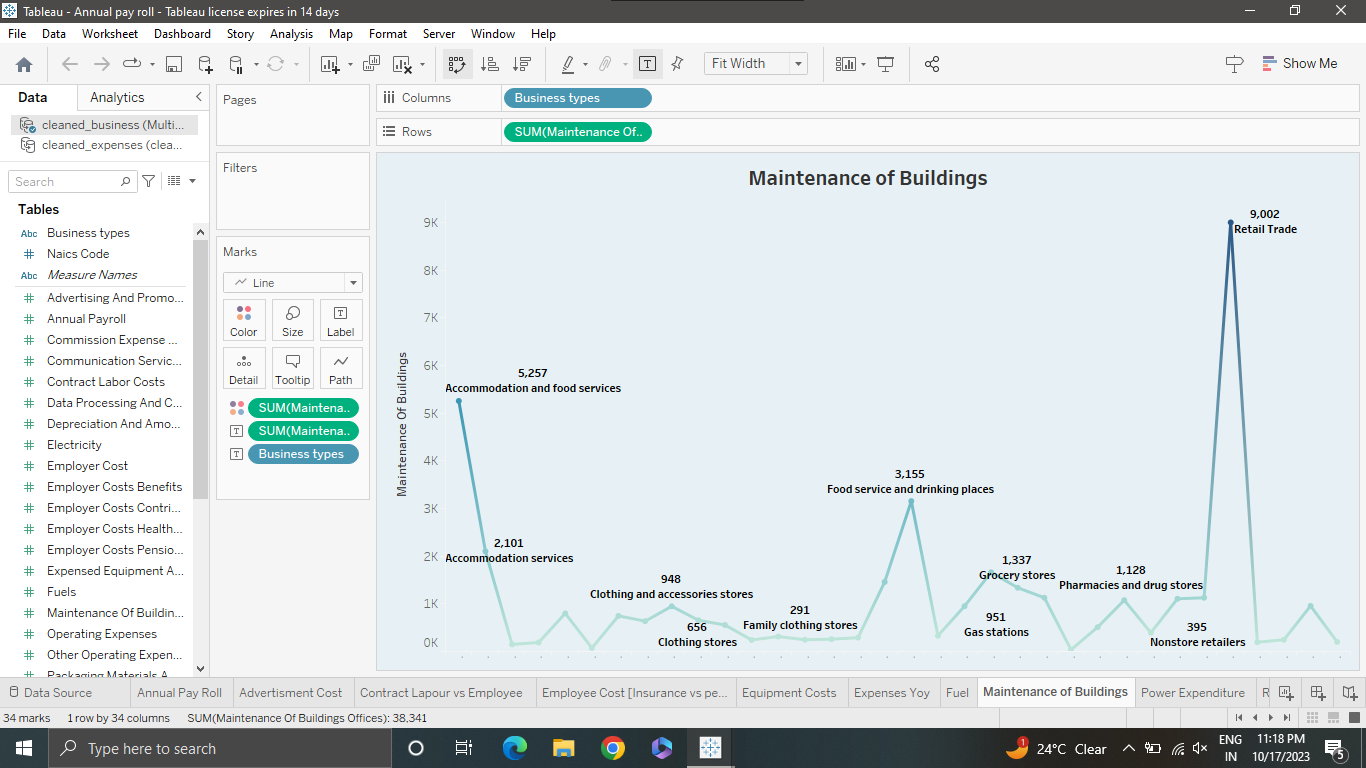 Tableau - Annual pay roll - Tableau license expires in 14 days
File Data Worksheet Dashboard Story Analysis Map Format Server Window Help
Fit Width
Show Me
Data Analytics
cleaned_business (Multi...
cleaned_expenses (clea...
Search
Tables
Abc Business types
# Naics Code
Abc Measure Names
# Advertising And Promo...
# Annual Payroll
# Commission Expense ...
# Communication Servic...
# Contract Labor Costs
# Data Processing And C...
# Depreciation And Amo...
# Electricity
# Employer Cost
# Employer Costs Benefits
# Employer Costs Contri...
# Employer Costs Health...
# Employer Costs Pensio...
# Expensed Equipment A...
# Fuels
# Maintenance Of Buildin...
# Operating Expenses
# Other Operating Expen...
# Packaging Materials A...
Pages
Filters
Marks
Line
Color Size Label
Detail Tooltip Path
SUM(Maintena..
SUM(Maintena..
Business types
Columns Business types
Rows SUM(Maintenance Of..
Maintenance of Buildings
Maintenance Of Buildings
9K
8K
7K
6K
5K
4K
3K
2K
1K
0K
5,257
Accommodation and food services
2,101
Accommodation services
948
Clothing and accessories stores
656
Clothing stores
291
Family clothing stores
3,155
Food service and drinking places
1,337
Grocery stores
951
Gas stations
1,128
Pharmacies and drug stores
395
Nonstore retailers
9,002
Retail Trade
Data Source Annual Pay Roll Advertisment Cost Contract Lapour vs Employee Employee Cost [Insurance vs pe... Equipment Costs Expenses Yoy Fuel Maintenance of Buildings Power Expenditure R
34 marks 1 row by 34 columns SUM(Maintenance Of Buildings Offices): 38,341
Type here to search
1
24°C Clear
ENG
IN
11:18 PM
10/17/2023
5